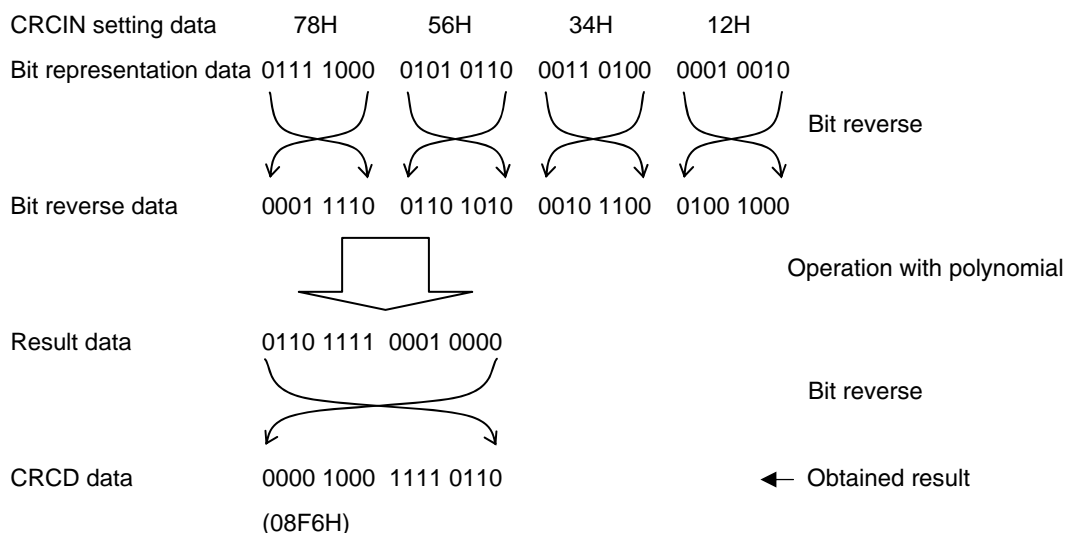 CRCIN setting data 78H 56H 34H 12H
Bit representation data 0111 1000 0101 0110 0011 0100 0001 0010
Bit reverse
Bit reverse data 0001 1110 0110 1010 0010 1100 0100 1000
Operation with polynomial
Result data 0110 1111 0001 0000
Bit reverse
CRCD data 0000 1000 1111 0110 Obtained result
(08F6H)